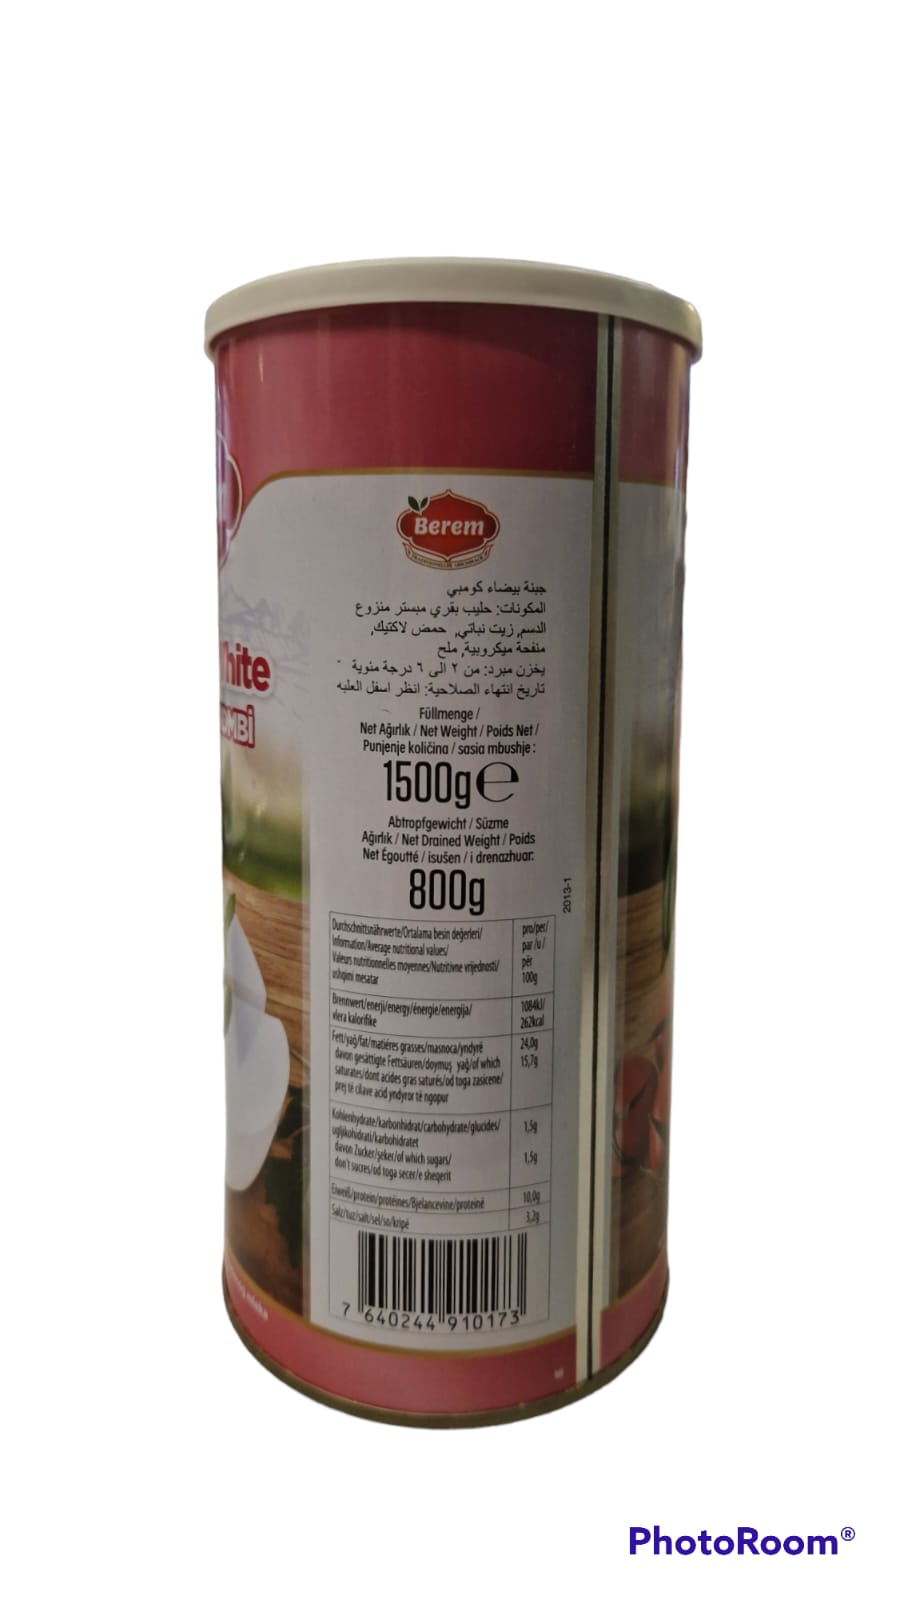 Berem
TRADITIONELLER GESCHMACK
جبنة بيضاء كومبي
المكونات: حليب بقري مبستر منزوع
الدسم, زيت نباتي, حمض لاكتيك,
منفحة ميكروبية, ملح
يخزن مبرد: من ٢ الى ٦ درجة مئوية
تاريخ انتهاء الصلاحية: انظر اسفل العلبه
Füllmenge /
Net Ağırlık / Net Weight / Poids Net /
Punjenje količina / sasia mbushje :
1500g e
Abtropfgewicht / Süzme
Ağırlık / Net Drained Weight / Poids
Net Égoutté / isušen / i drenazhuar:
800g
2013-1
Durchschnittsnährwerte/Ortalama besin değerleri/
Information/Average nutritional values/
Valeurs nutritionnelles moyennes/Nutritivne vrijednosti/
ushqimi mesatar
pro/per/
par /u /
për
100g
Brennwert/enerji/energy/énergie/energija/
vlera kalorifike
1084kJ/
262kcal
Fett/yağ/fat/matiéres grasses/masnoca/yndyré
24,0g
davon gesättigte Fettsäuren/doymuş yağ/of which
15,7g
saturates/dont acides gras saturés/od toga zasicene/
prej të cilave acid yndyror të ngopur
Kohlenhydrate/karbonhidrat/carbohydrate/glucides/
1,5g
ugljikohidrati/karbohidratet
davon Zucker/şeker/of which sugars/
1,5g
don't sucres/od toga secer/e sheqerit
Eiweiß/protein/protéines/Bjelancevine/proteinë
10,0g
Salz/tuz/salt/sel/so/kripë
3,2g
7 640244 910173
hite
OMBİ
mleka
PhotoRoom®